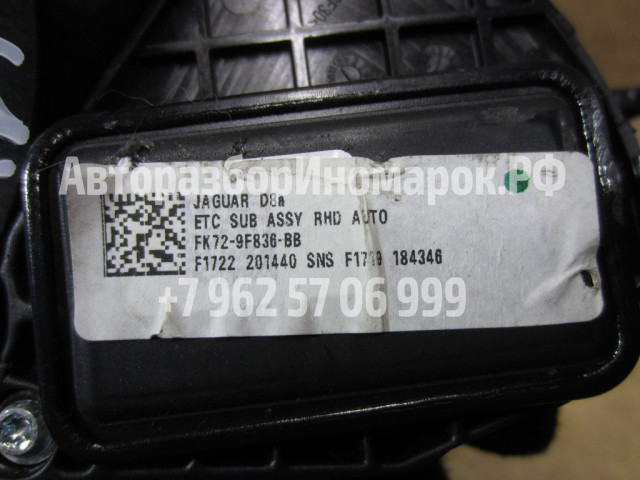 АвторазборИномарок.РФ
JAGUAR D8a
ETC SUB ASSY RHD AUTO
FK72-9F836-BB
F1722 201440 SNS 184346
+7 962 57 06 999